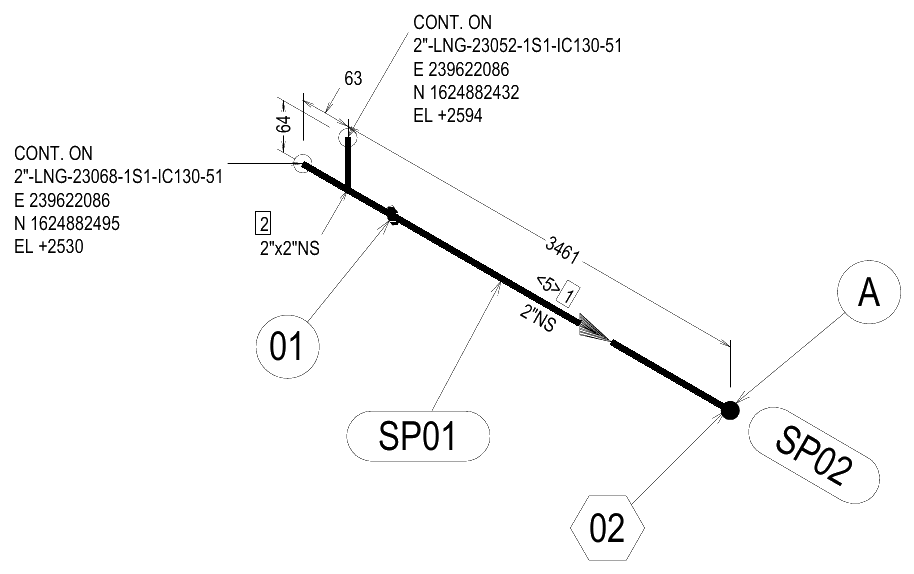 CONT. ON
2"-LNG-23052-1S1-IC130-51
E 239622086
N 1624882432
EL +2594
63
64
CONT. ON
2"-LNG-23068-1S1-IC130-51
E 239622086
N 1624882495
EL +2530
2
2"x2"NS
3461
<5> 1
2"NS
A
01
SP01
SP02
02